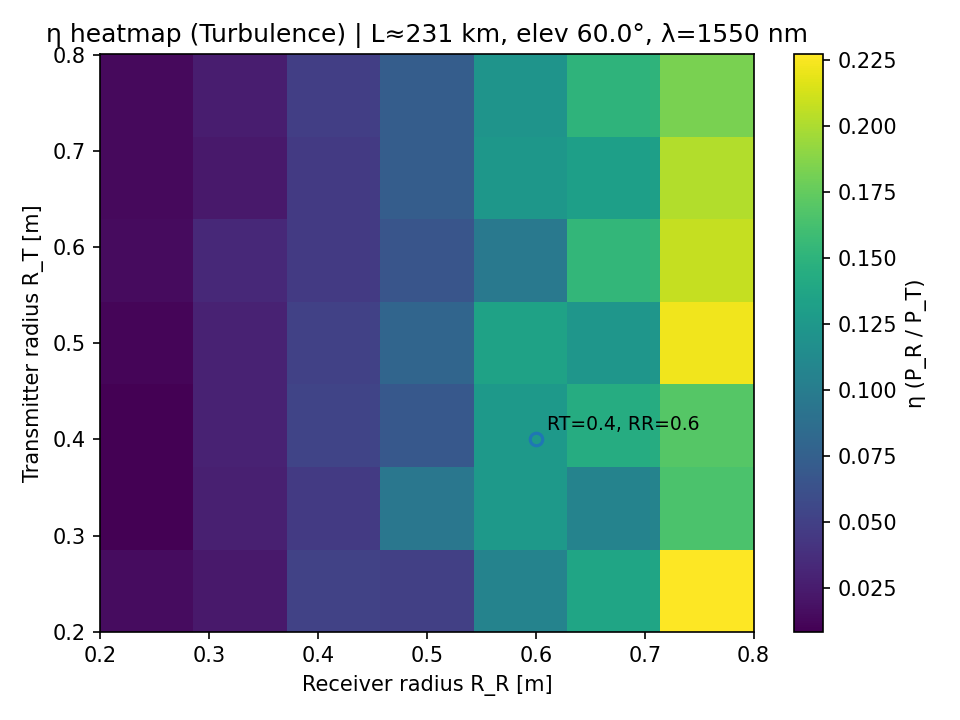 η heatmap (Turbulence) | L≈231 km, elev 60.0°, λ=1550 nm
0.8
0.7
0.6
0.5
0.4
0.3
0.2
Transmitter radius R_T [m]
RT=0.4, RR=0.6
0.2 0.3 0.4 0.5 0.6 0.7 0.8
Receiver radius R_R [m]
0.225
0.200
0.175
0.150
0.125
0.100
0.075
0.050
0.025
η (P_R / P_T)